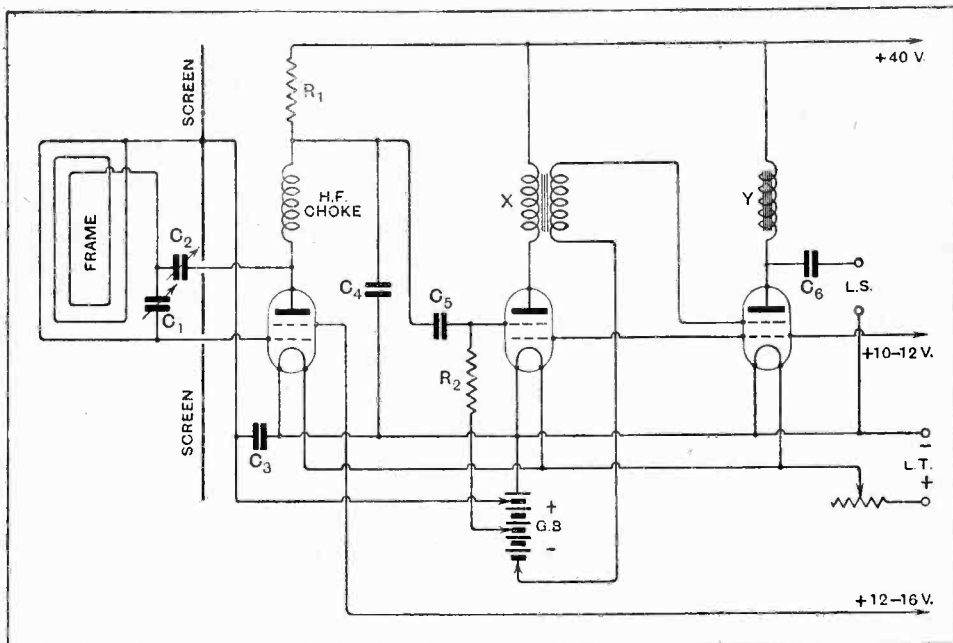 +40 V.
SCREEN
R1
H.F.
CHOKE
X
Y
FRAME
C2
C1
C4
C5
C6
L.S.
+10-12 V.
R2
SCREEN
C3
-
L.T.
+
+
G.B
-
+12-16 V.